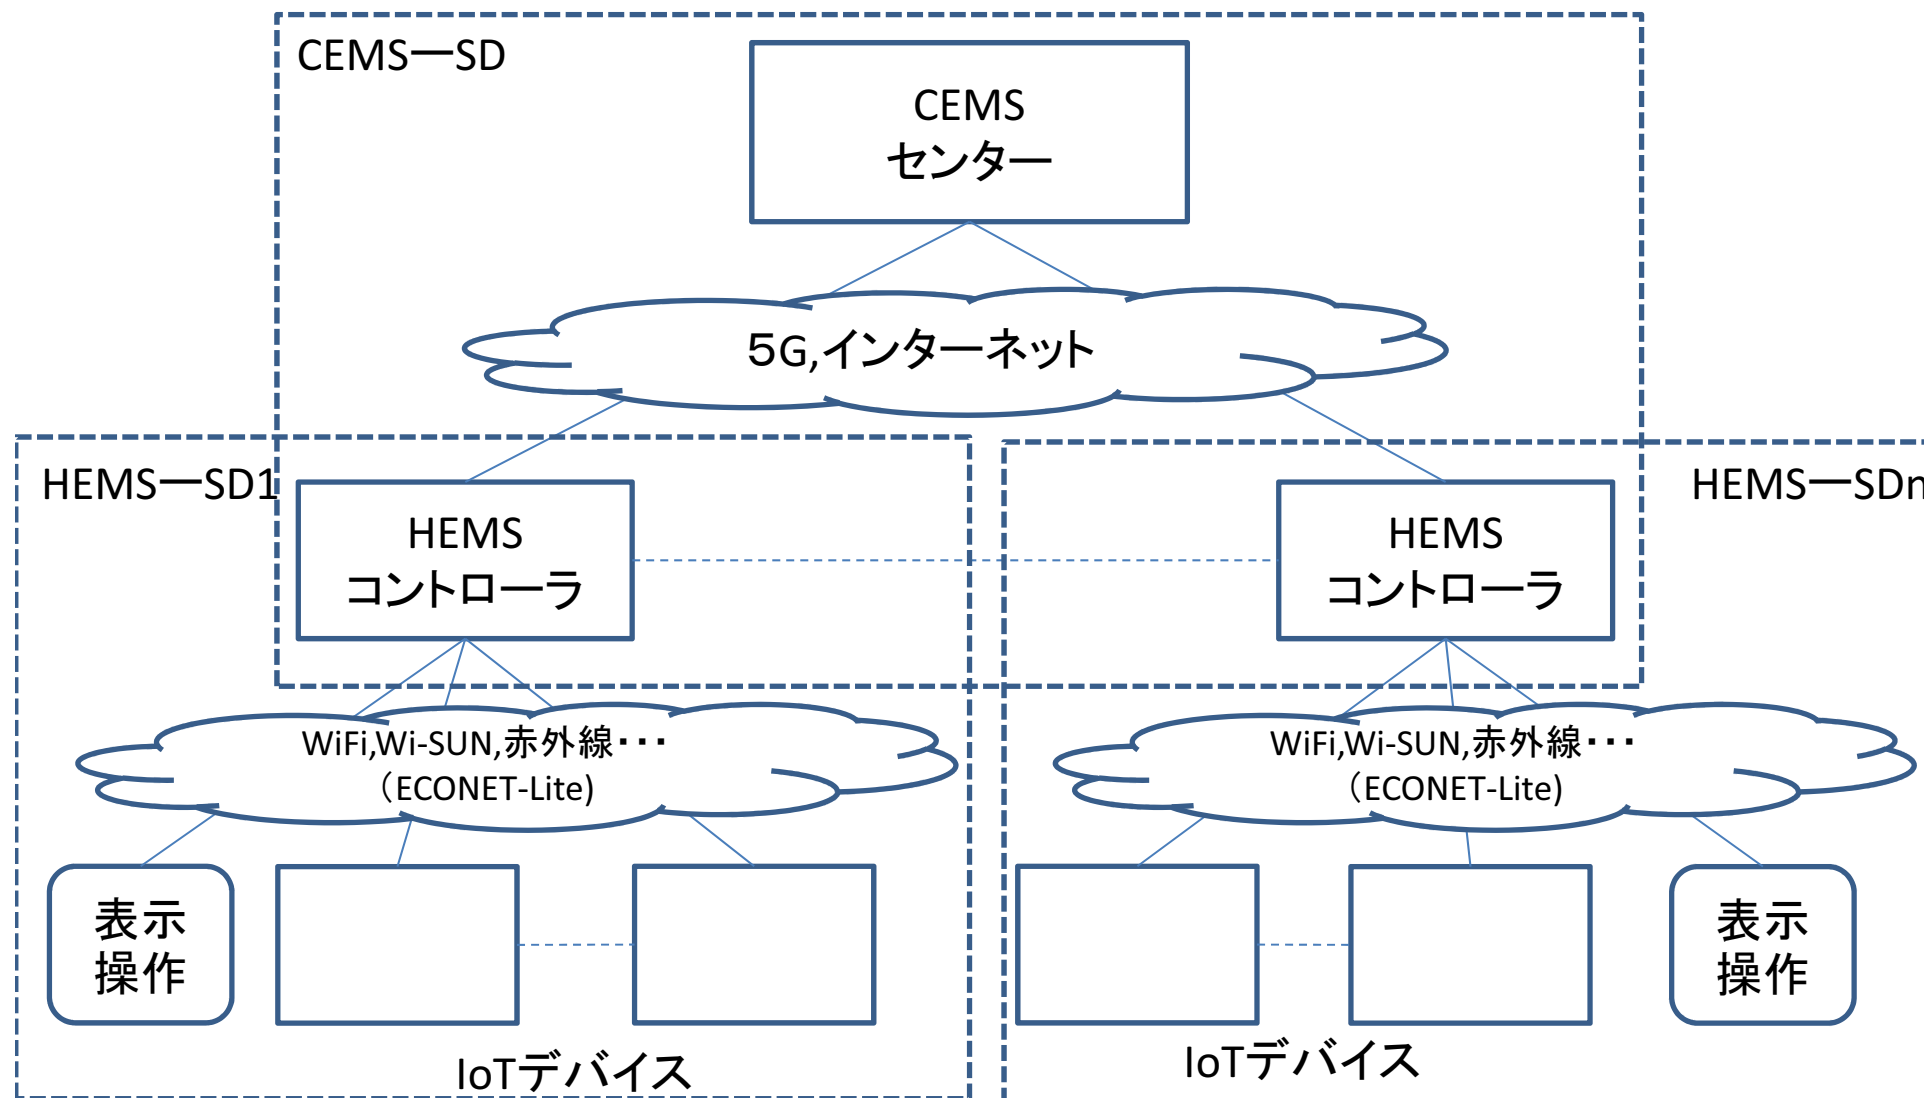 CEMSーSD
CEMS
センター
5G,インターネット
HEMSーSD1
HEMSーSDn
HEMS
コントローラ
HEMS
コントローラ
WiFi,Wi-SUN,赤外線・・・
（ECONET-Lite)
WiFi,Wi-SUN,赤外線・・・
（ECONET-Lite)
表示
操作
表示
操作
IoTデバイス
IoTデバイス